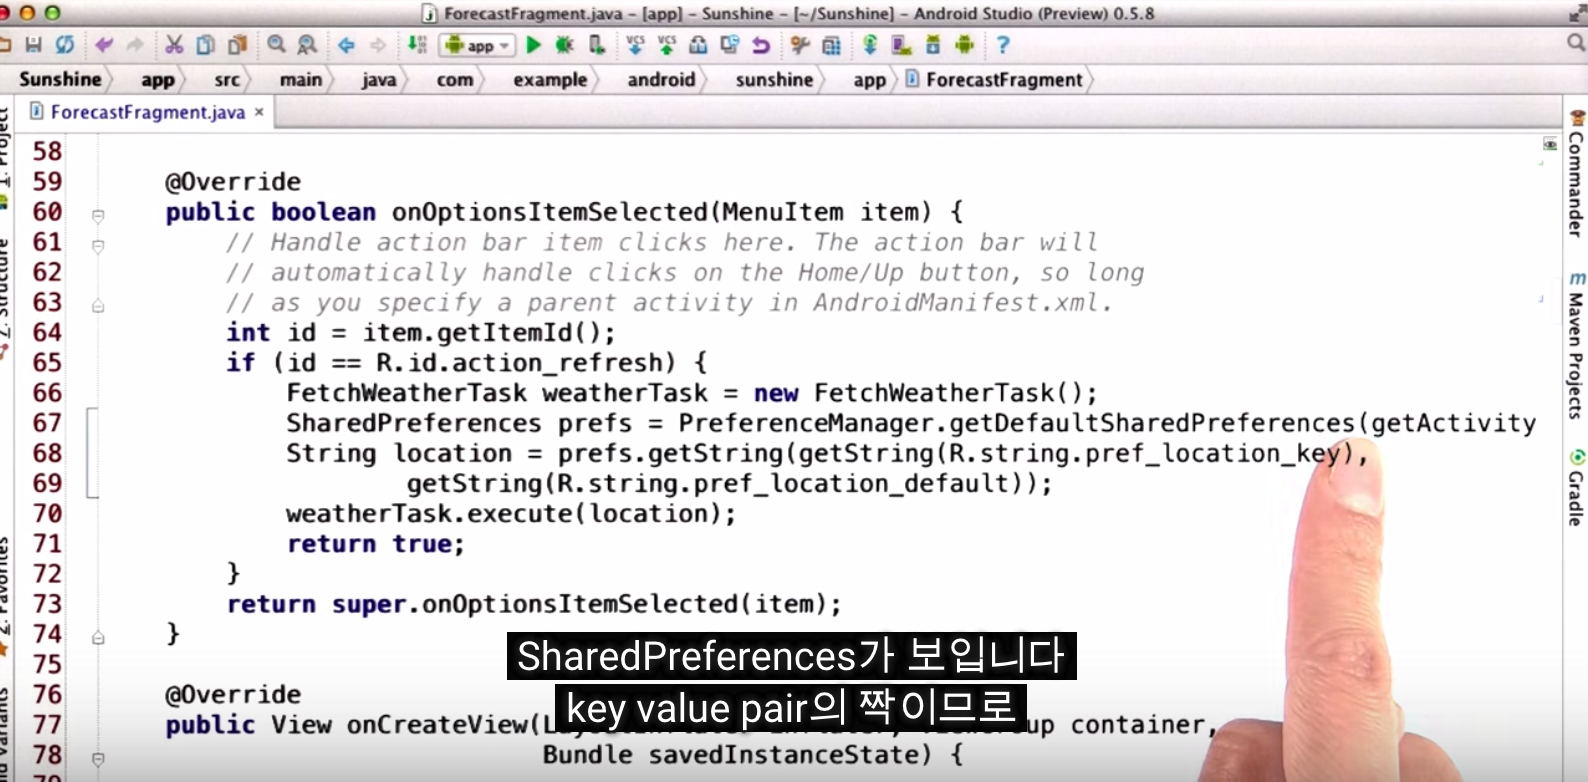 ForecastFragment.java - [app] - Sunshine - [~/Sunshine] - Android Studio (Preview) 0.5.8
app
VCS VCS
?
Sunshine app src main java com example android sunshine app ForecastFragment
ForecastFragment.java ×
1: Project
7: Structure
2: Favorites
58
59 @Override
60 public boolean onOptionsItemSelected(MenuItem item) {
61 // Handle action bar item clicks here. The action bar will
62 // automatically handle clicks on the Home/Up button, so long
63 // as you specify a parent activity in AndroidManifest.xml.
64 int id = item.getItemId();
65 if (id == R.id.action_refresh) {
66 FetchWeatherTask weatherTask = new FetchWeatherTask();
67 SharedPreferences prefs = PreferenceManager.getDefaultSharedPreferences(getActivity
68 String location = prefs.getString(getString(R.string.pref_location_key),
69 getString(R.string.pref_location_default));
70 weatherTask.execute(location);
71 return true;
72 }
73 return super.onOptionsItemSelected(item);
74 }
75
76 @Override
77 public View onCreateView( container,
78 Bundle savedInstanceState) {
SharedPreferences가 보입니다
key value pair의 짝이므로
Commander
Maven Projects
Gradle